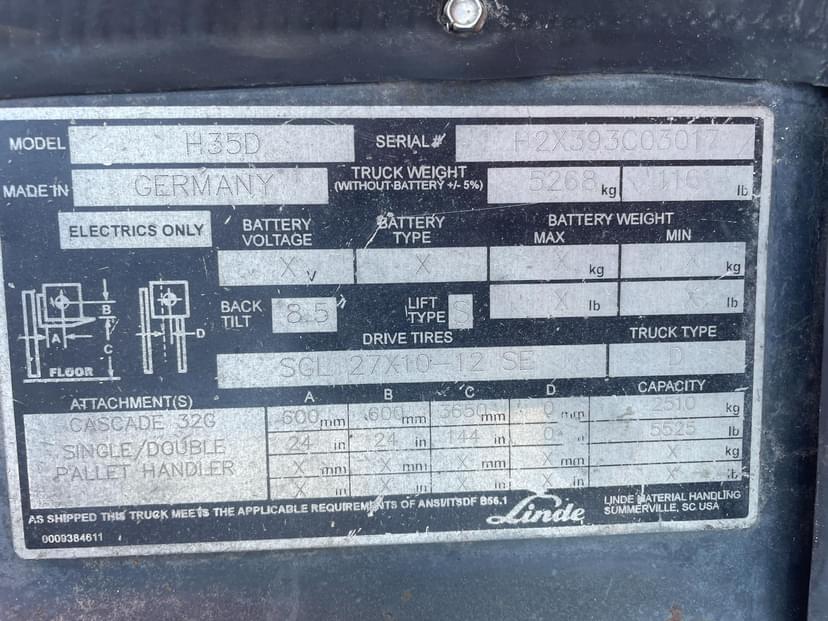 MODEL H35D SERIAL# H2X393C03017
MADE IN GERMANY TRUCK WEIGHT (WITHOUT BATTERY +/- 5%) 5268 kg lb
ELECTRICS ONLY BATTERY VOLTAGE BATTERY TYPE BATTERY WEIGHT
MAX MIN
X V X X kg X kg
BACK TILT 8.5 LIFT TYPE S X lb X lb
DRIVE TIRES TRUCK TYPE
SGL 27X10-12 SE D
A B C D
FLOOR
ATTACHMENT(S) A B C D CAPACITY
CASCADE 32G 600 mm 600 mm 3650 mm 0 mm 2510 kg
SINGLE/DOUBLE 24 in 24 in 144 in 0 in 5525 lb
PALLET HANDLER X mm X mm X mm X mm X kg
X in X in X in X in X lb
AS SHIPPED THIS TRUCK MEETS THE APPLICABLE REQUIREMENTS OF ANSI/ITSDF B56.1
Linde
LINDE MATERIAL HANDLING
SUMMERVILLE, SC USA
0009384611